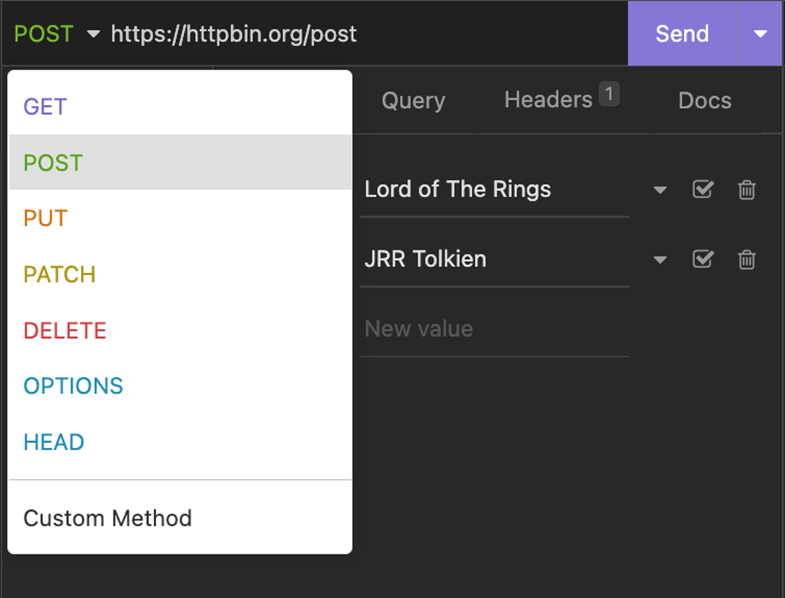 POST https://httpbin.org/post Send
Query Headers 1 Docs
GET
POST
PUT
PATCH
DELETE
OPTIONS
HEAD
Custom Method
Lord of The Rings
JRR Tolkien
New value